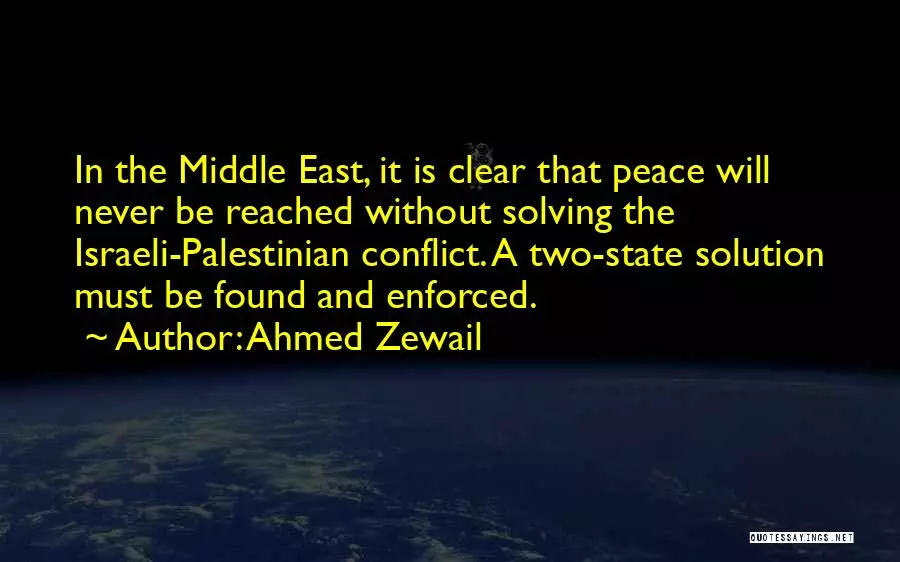 In the Middle East, it is clear that peace will
never be reached without solving the
Israeli-Palestinian conflict. A two-state solution
must be found and enforced.
~ Author: Ahmed Zewail
QUOTESSAYINGS.NET